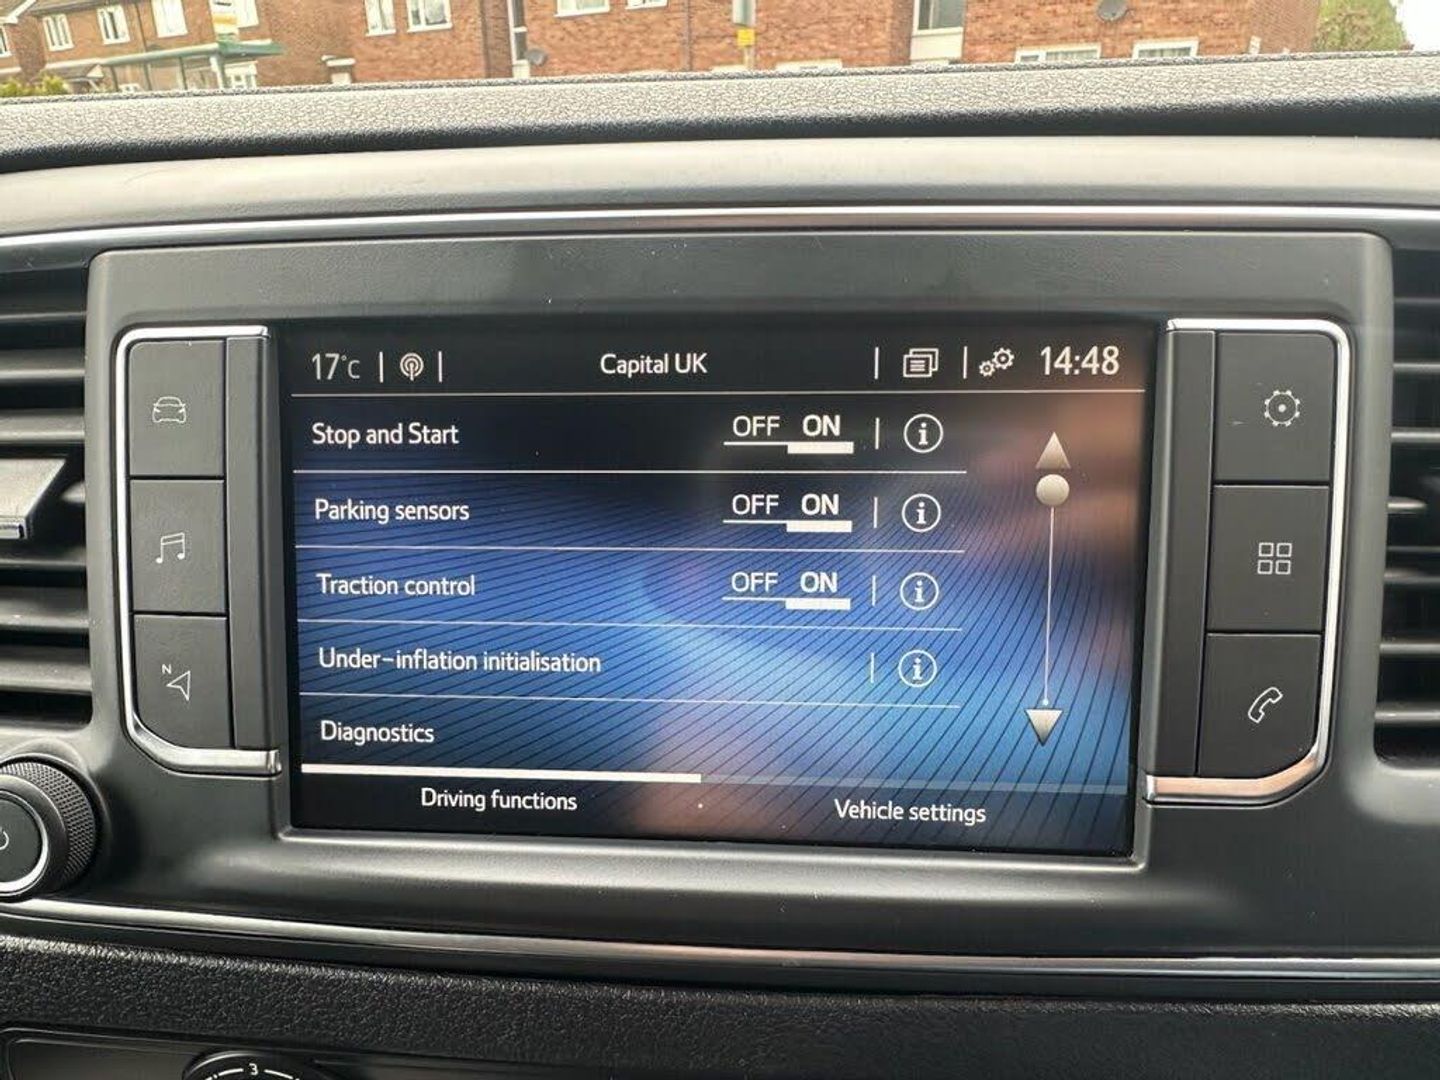 17°C Capital UK 14:48
Stop and Start OFF ON i
Parking sensors OFF ON i
Traction control OFF ON i
Under-inflation initialisation i
Diagnostics
Driving functions Vehicle settings
N
3